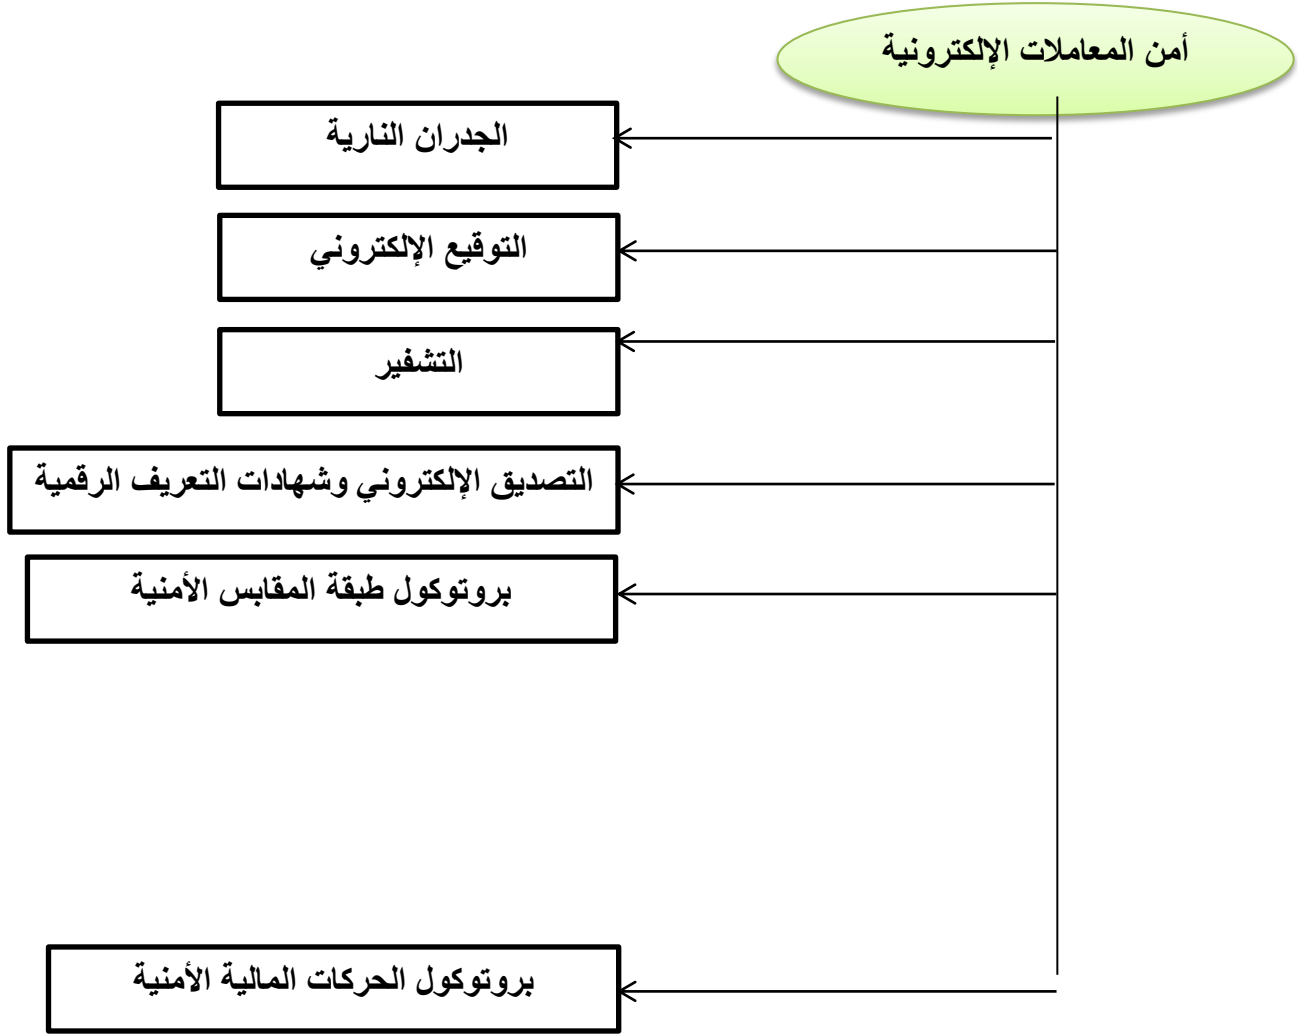 أمن المعاملات الإلكترونية
الجدران النارية
التوقيع الإلكتروني
التشفير
التصديق الإلكتروني وشهادات التعريف الرقمية
بروتوكول طبقة المقابس الأمنية
بروتوكول الحركات المالية الأمنية